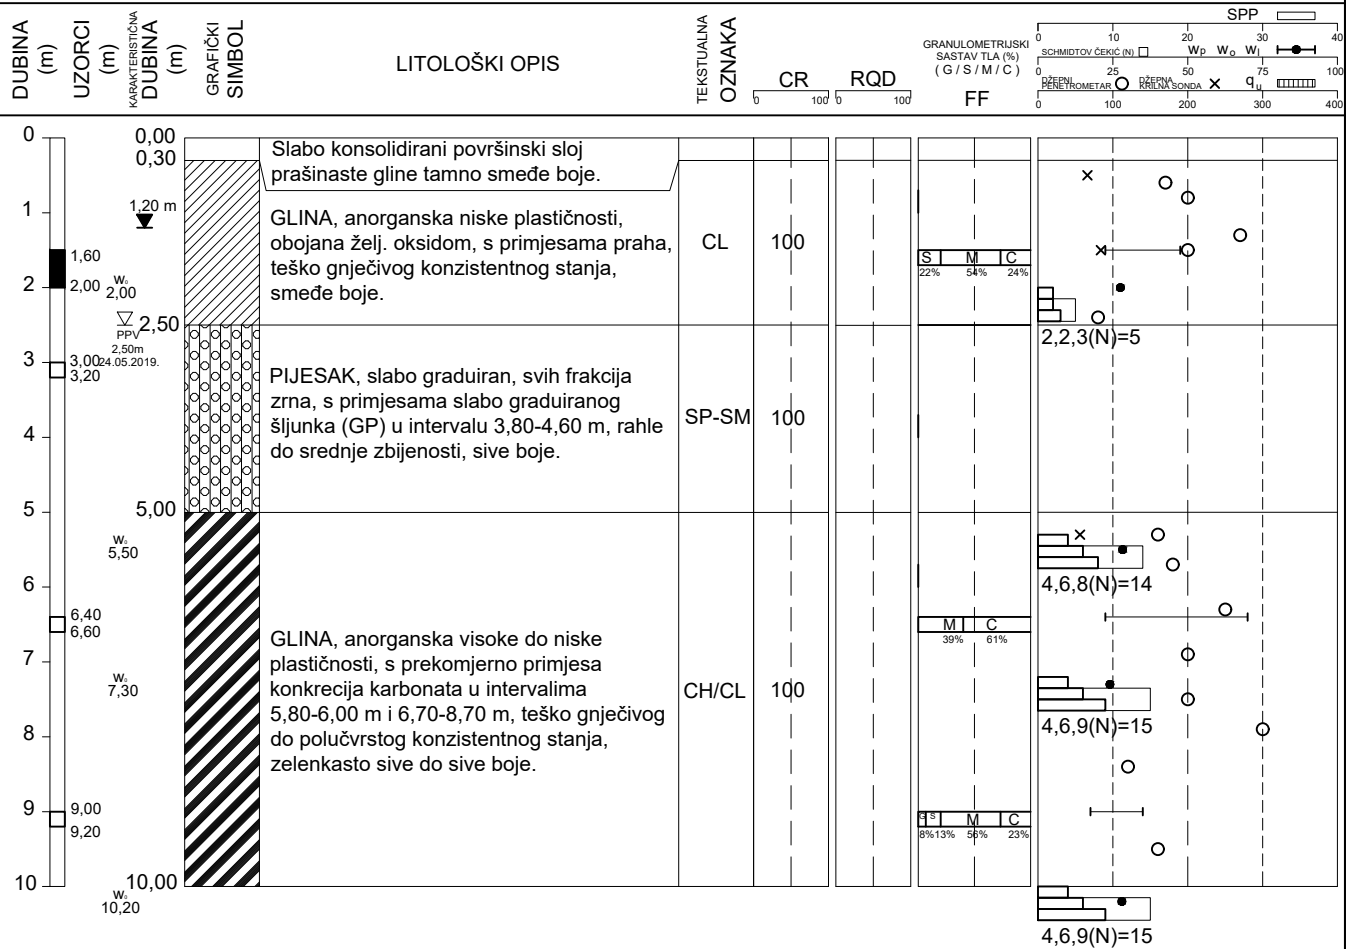 DUBINA
(m)
UZORCI
(m)
KARAKTERISTIČNA
DUBINA
(m)
GRAFIČKI
SIMBOL
LITOLOŠKI OPIS
TEKSTUALNA
OZNAKA
CR
0 100
RQD
0 100
GRANULOMETRIJSKI
SASTAV TLA (%)
( G / S / M / C )
FF
SPP
0 10 20 30 40
SCHMIDTOV ČEKIĆ (N) Wp Wo Wl
0 25 50 75 100
DŽEPNI PENETROMETAR DŽEPNA KRILNA SONDA qu
0 100 200 300 400
0
1
2
3
4
5
6
7
8
9
10
1,60
2,00
3,00
3,20
6,40
6,60
9,00
9,20
0,00
0,30
1,20 m
Wo
2,00
2,50
PPV
2,50m
24.05.2019.
5,00
Wo
5,50
Wo
7,30
10,00
Wo
10,20
Slabo konsolidirani površinski sloj
prašinaste gline tamno smeđe boje.
GLINA, anorganska niske plastičnosti,
obojana želj. oksidom, s primjesama praha,
teško gnječivog konzistentnog stanja,
smeđe boje.
CL
100
S M C
22% 54% 24%
2,2,3(N)=5
PIJESAK, slabo graduiran, svih frakcija
zrna, s primjesama slabo graduiranog
šljunka (GP) u intervalu 3,80-4,60 m, rahle
do srednje zbijenosti, sive boje.
SP-SM
100
4,6,8(N)=14
GLINA, anorganska visoke do niske
plastičnosti, s prekomjerno primjesa
konkrecija karbonata u intervalima
5,80-6,00 m i 6,70-8,70 m, teško gnječivog
do polučvrstog konzistentnog stanja,
zelenkasto sive do sive boje.
CH/CL
100
M C
39% 61%
4,6,9(N)=15
G S M C
8% 13% 56% 23%
4,6,9(N)=15